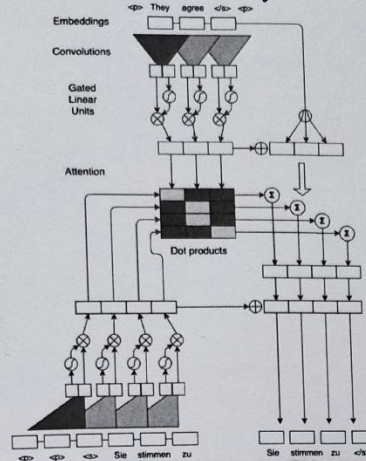 <p> They agree </s> <p>
Embeddings
Convolutions
Gated
Linear
Units
Attention
Σ
Σ
Σ
Σ
Dot products
<p> <p> <s> Sie stimmen zu
Sie stimmen zu </s>